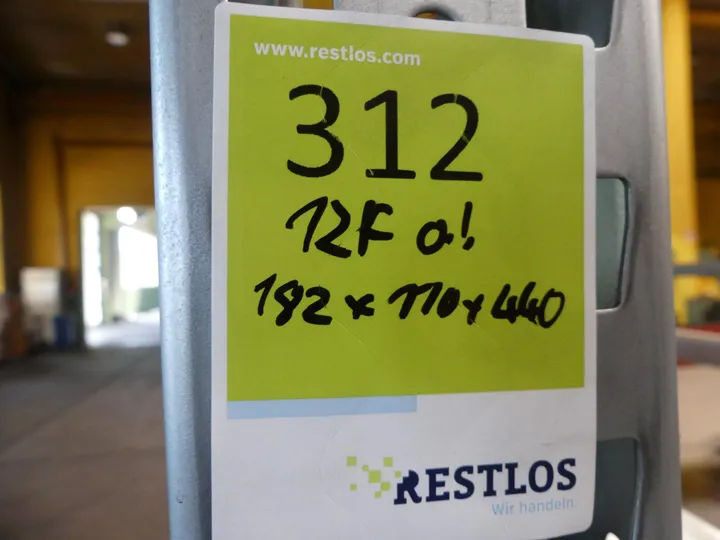 www.restlos.com
312
12F a!
182 x 110 x 440
RESTLOS
Wir handeln.